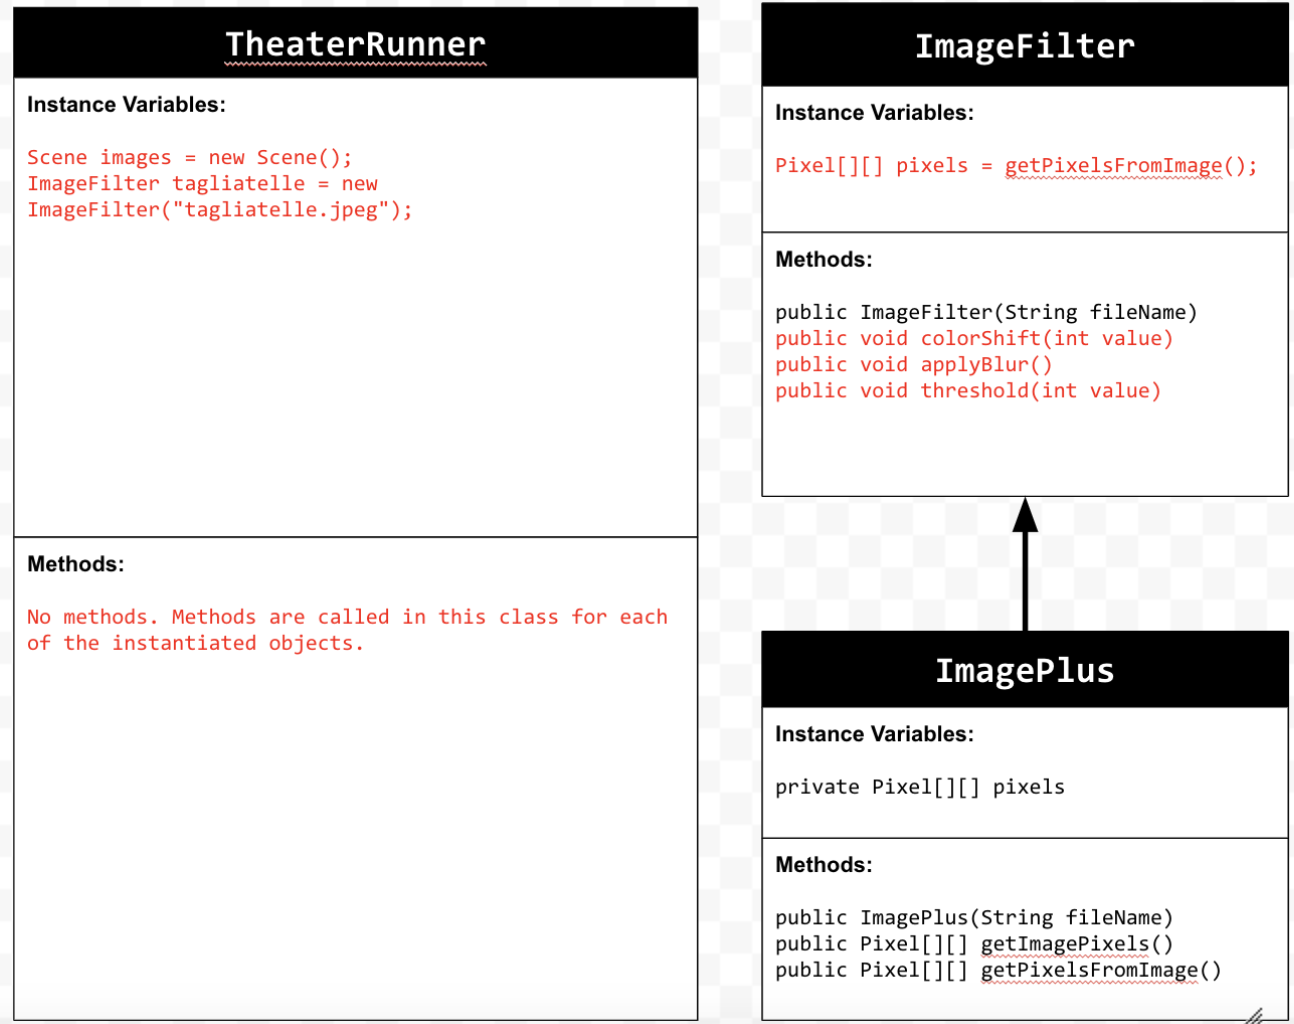 TheaterRunner
Instance Variables:
Scene images = new Scene();
ImageFilter tagliatelle = new
ImageFilter("tagliatelle.jpeg");
Methods:
No methods. Methods are called in this class for each
of the instantiated objects.
ImageFilter
Instance Variables:
Pixel[][] pixels = getPixelsFromImage();
Methods:
public ImageFilter(String fileName)
public void colorShift(int value)
public void applyBlur()
public void threshold(int value)
ImagePlus
Instance Variables:
private Pixel[][] pixels
Methods:
public ImagePlus(String fileName)
public Pixel[][] getImagePixels()
public Pixel[][] getPixelsFromImage()